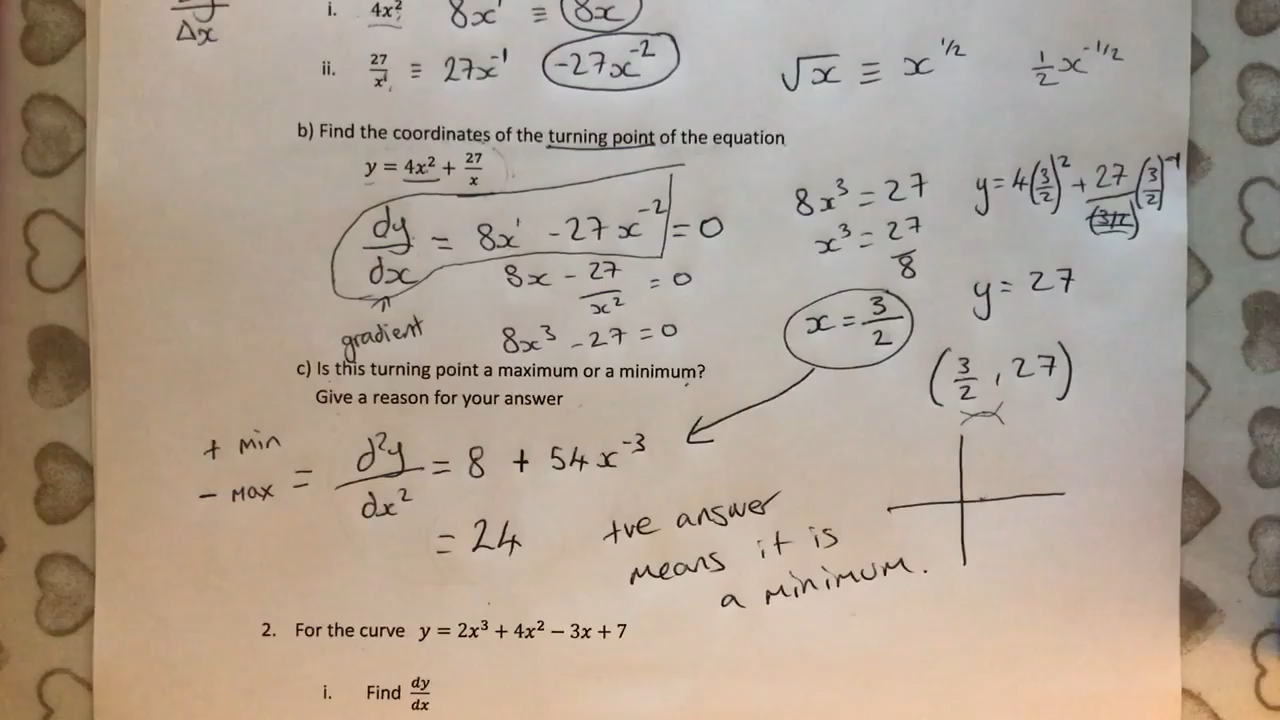 Δx
i. 4x² 8x¹ ≡ 8x
ii. 27/x¹ ≡ 27x⁻¹ -27x⁻²
√x ≡ x^1/2 ½x^-1/2
b) Find the coordinates of the turning point of the equation
y = 4x² + 27/x
dy/dx = 8x¹ - 27x⁻² = 0
gradient
8x - 27/x² = 0
8x³ - 27 = 0
8x³ = 27
x³ = 27/8
x = 3/2
y = 4(3/2)² + 27(3/2)⁻¹
y = 27
(3/2, 27)
c) Is this turning point a maximum or a minimum?
Give a reason for your answer
+ min
- max = d²y/dx² = 8 + 54x⁻³
= 24
+ve answer
means it is
a minimum.
2. For the curve y = 2x³ + 4x² − 3x + 7
i. Find dy/dx